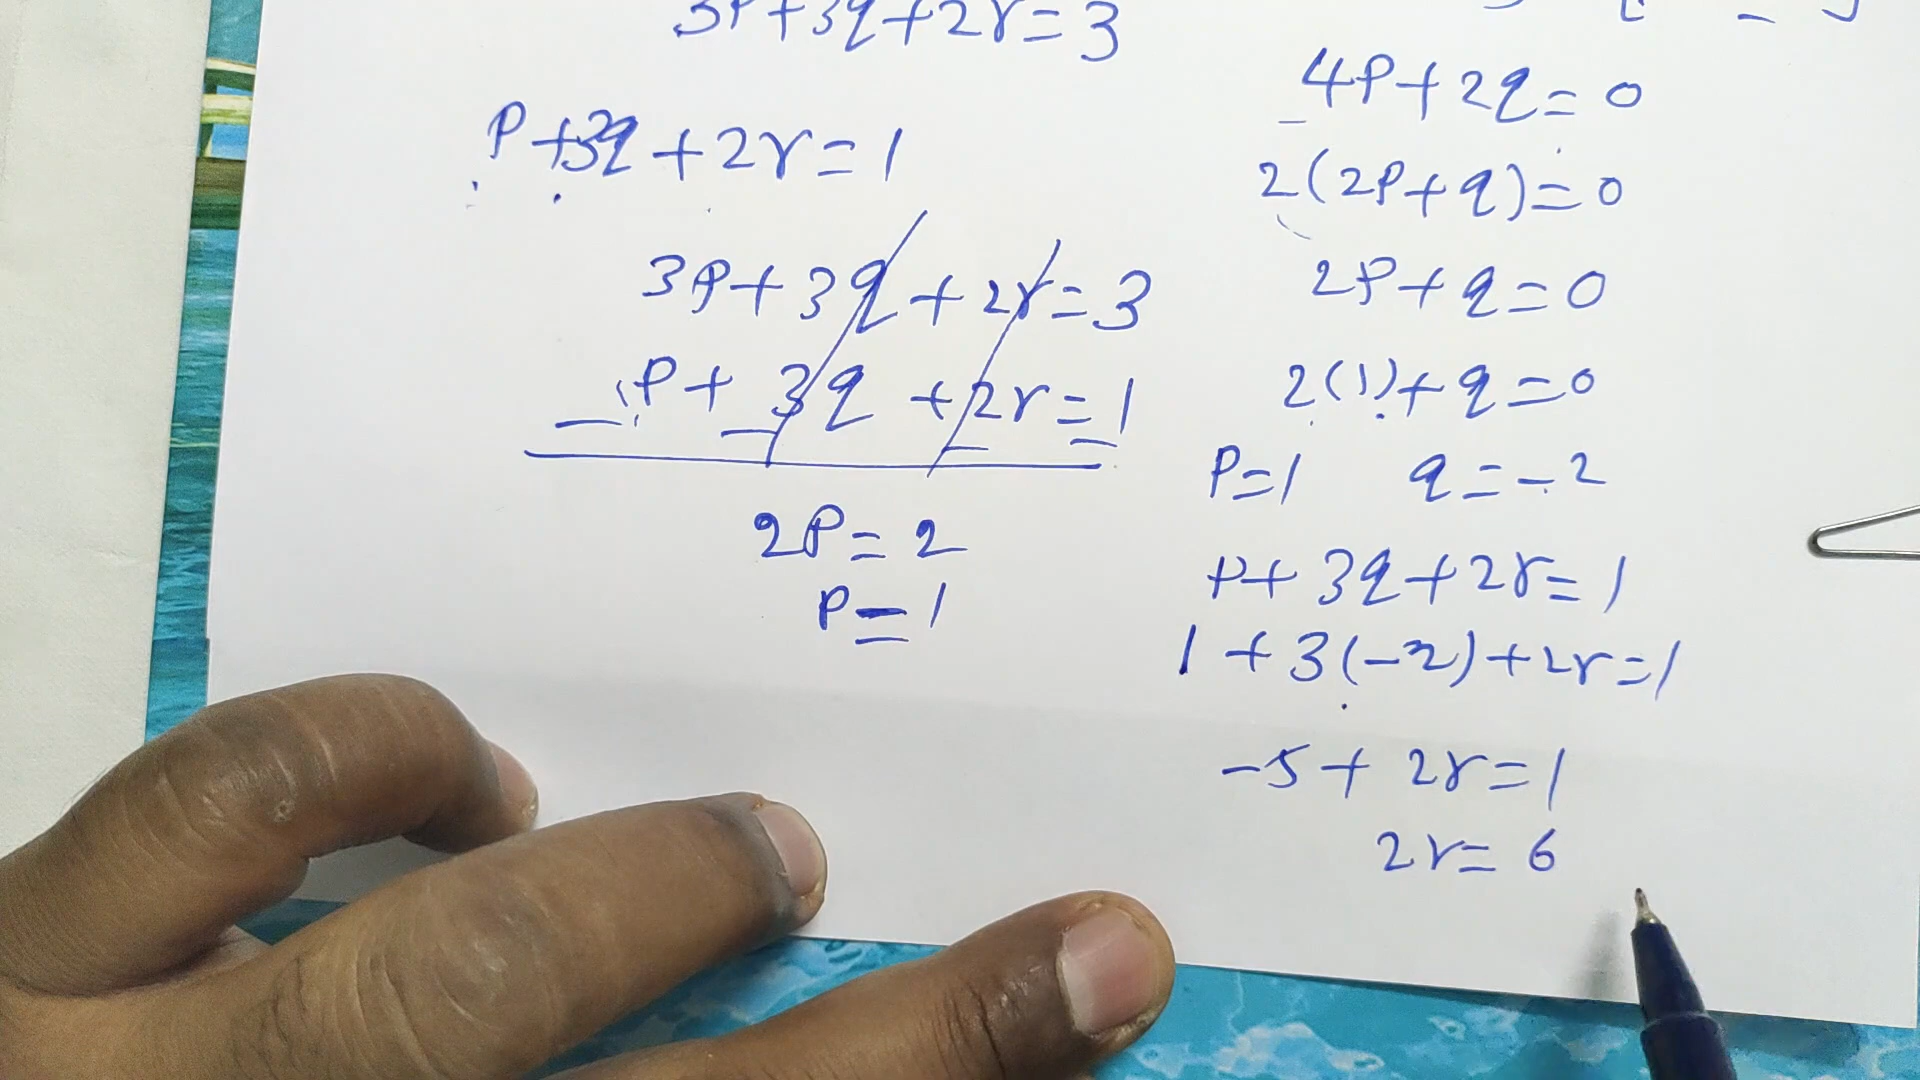 3P+3q+2r=3
P+3q+2r=1
3P+3q+2r=3
P+3q+2r=1
2P=2
P=1
4P+2q=0
2(2P+q)=0
2P+q=0
2(1)+q=0
P=1 q=-2
P+3q+2r=1
1+3(-2)+2r=1
-5+2r=1
2r=6